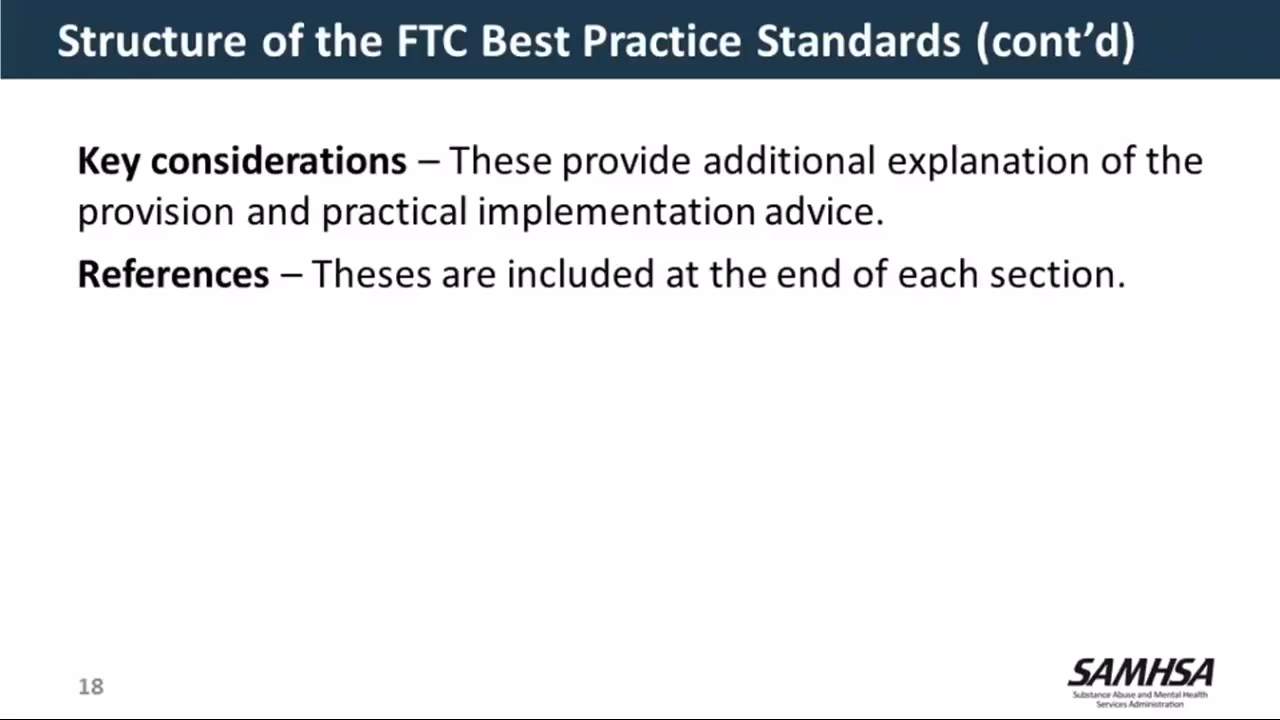 Structure of the FTC Best Practice Standards (cont’d)
Key considerations – These provide additional explanation of the
provision and practical implementation advice.
References – Theses are included at the end of each section.
18
SAMHSA
Substance Abuse and Mental Health
Services Administration